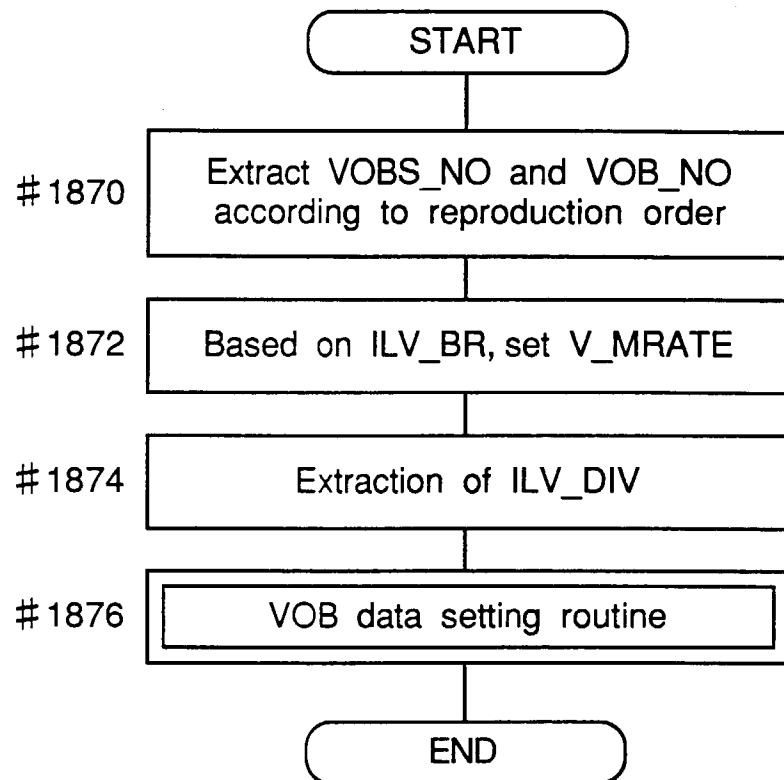 START
#1870
Extract VOBS_NO and VOB_NO
according to reproduction order
#1872
Based on ILV_BR, set V_MRATE
#1874
Extraction of ILV_DIV
#1876
VOB data setting routine
END